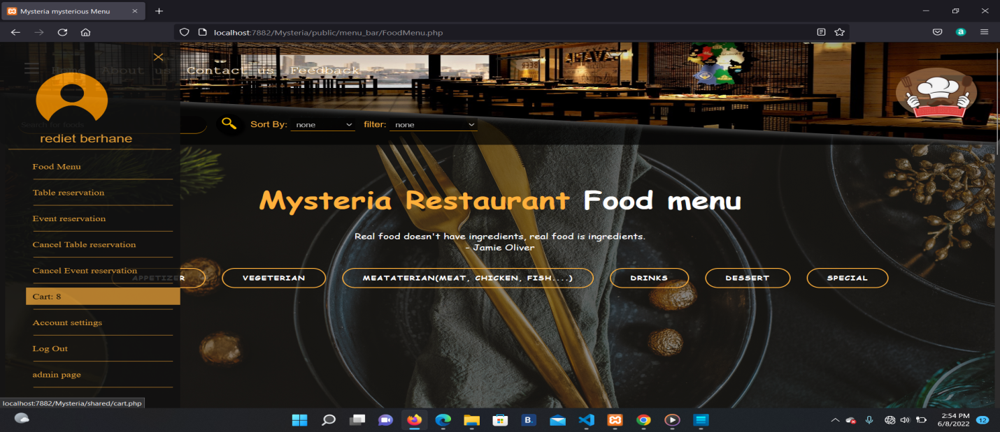 Mysteria mysterious Menu
localhost:7882/Mysteria/public/menu_bar/FoodMenu.php
About us Contact us Feedback
Search for foods
Sort By: none filter: none
rediet berhane
Food Menu
Table reservation
Event reservation
Cancel Table reservation
Cancel Event reservation
Cart: 8
Account settings
Log Out
admin page
Mysteria Restaurant Food menu
Real food doesn't have ingredients, real food is ingredients.
- Jamie Oliver
APPETIZER VEGETERIAN MEATATERIAN(MEAT, CHICKEN, FISH....) DRINKS DESSERT SPECIAL
localhost:7882/Mysteria/shared/cart.php
a
B.
2:54 PM
6/8/2022
12